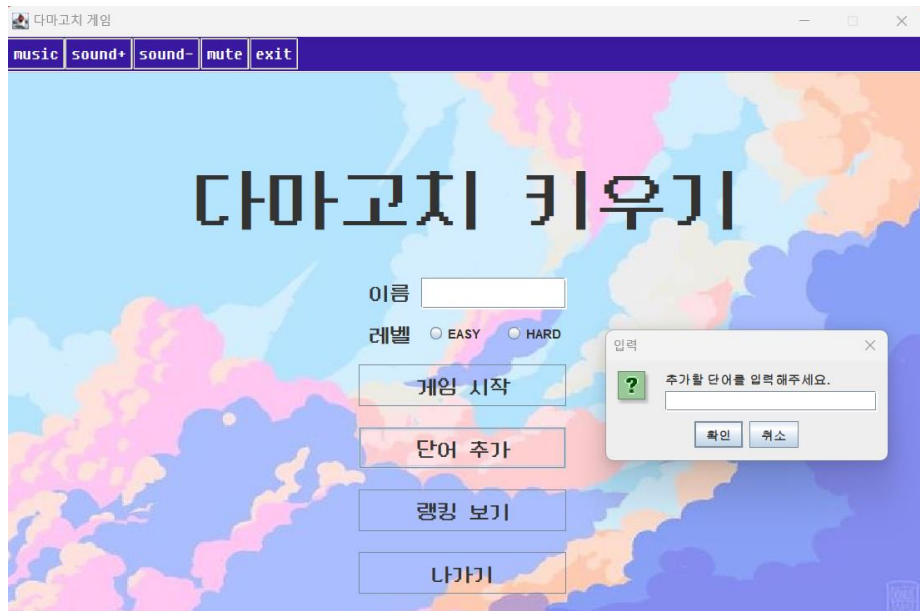 다마고치 게임
music sound+ sound- mute exit
다마고치 키우기
이름
레벨 EASY HARD
게임 시작
단어 추가
랭킹 보기
나가기
입력
추가할 단어를 입력해주세요.
확인 취소